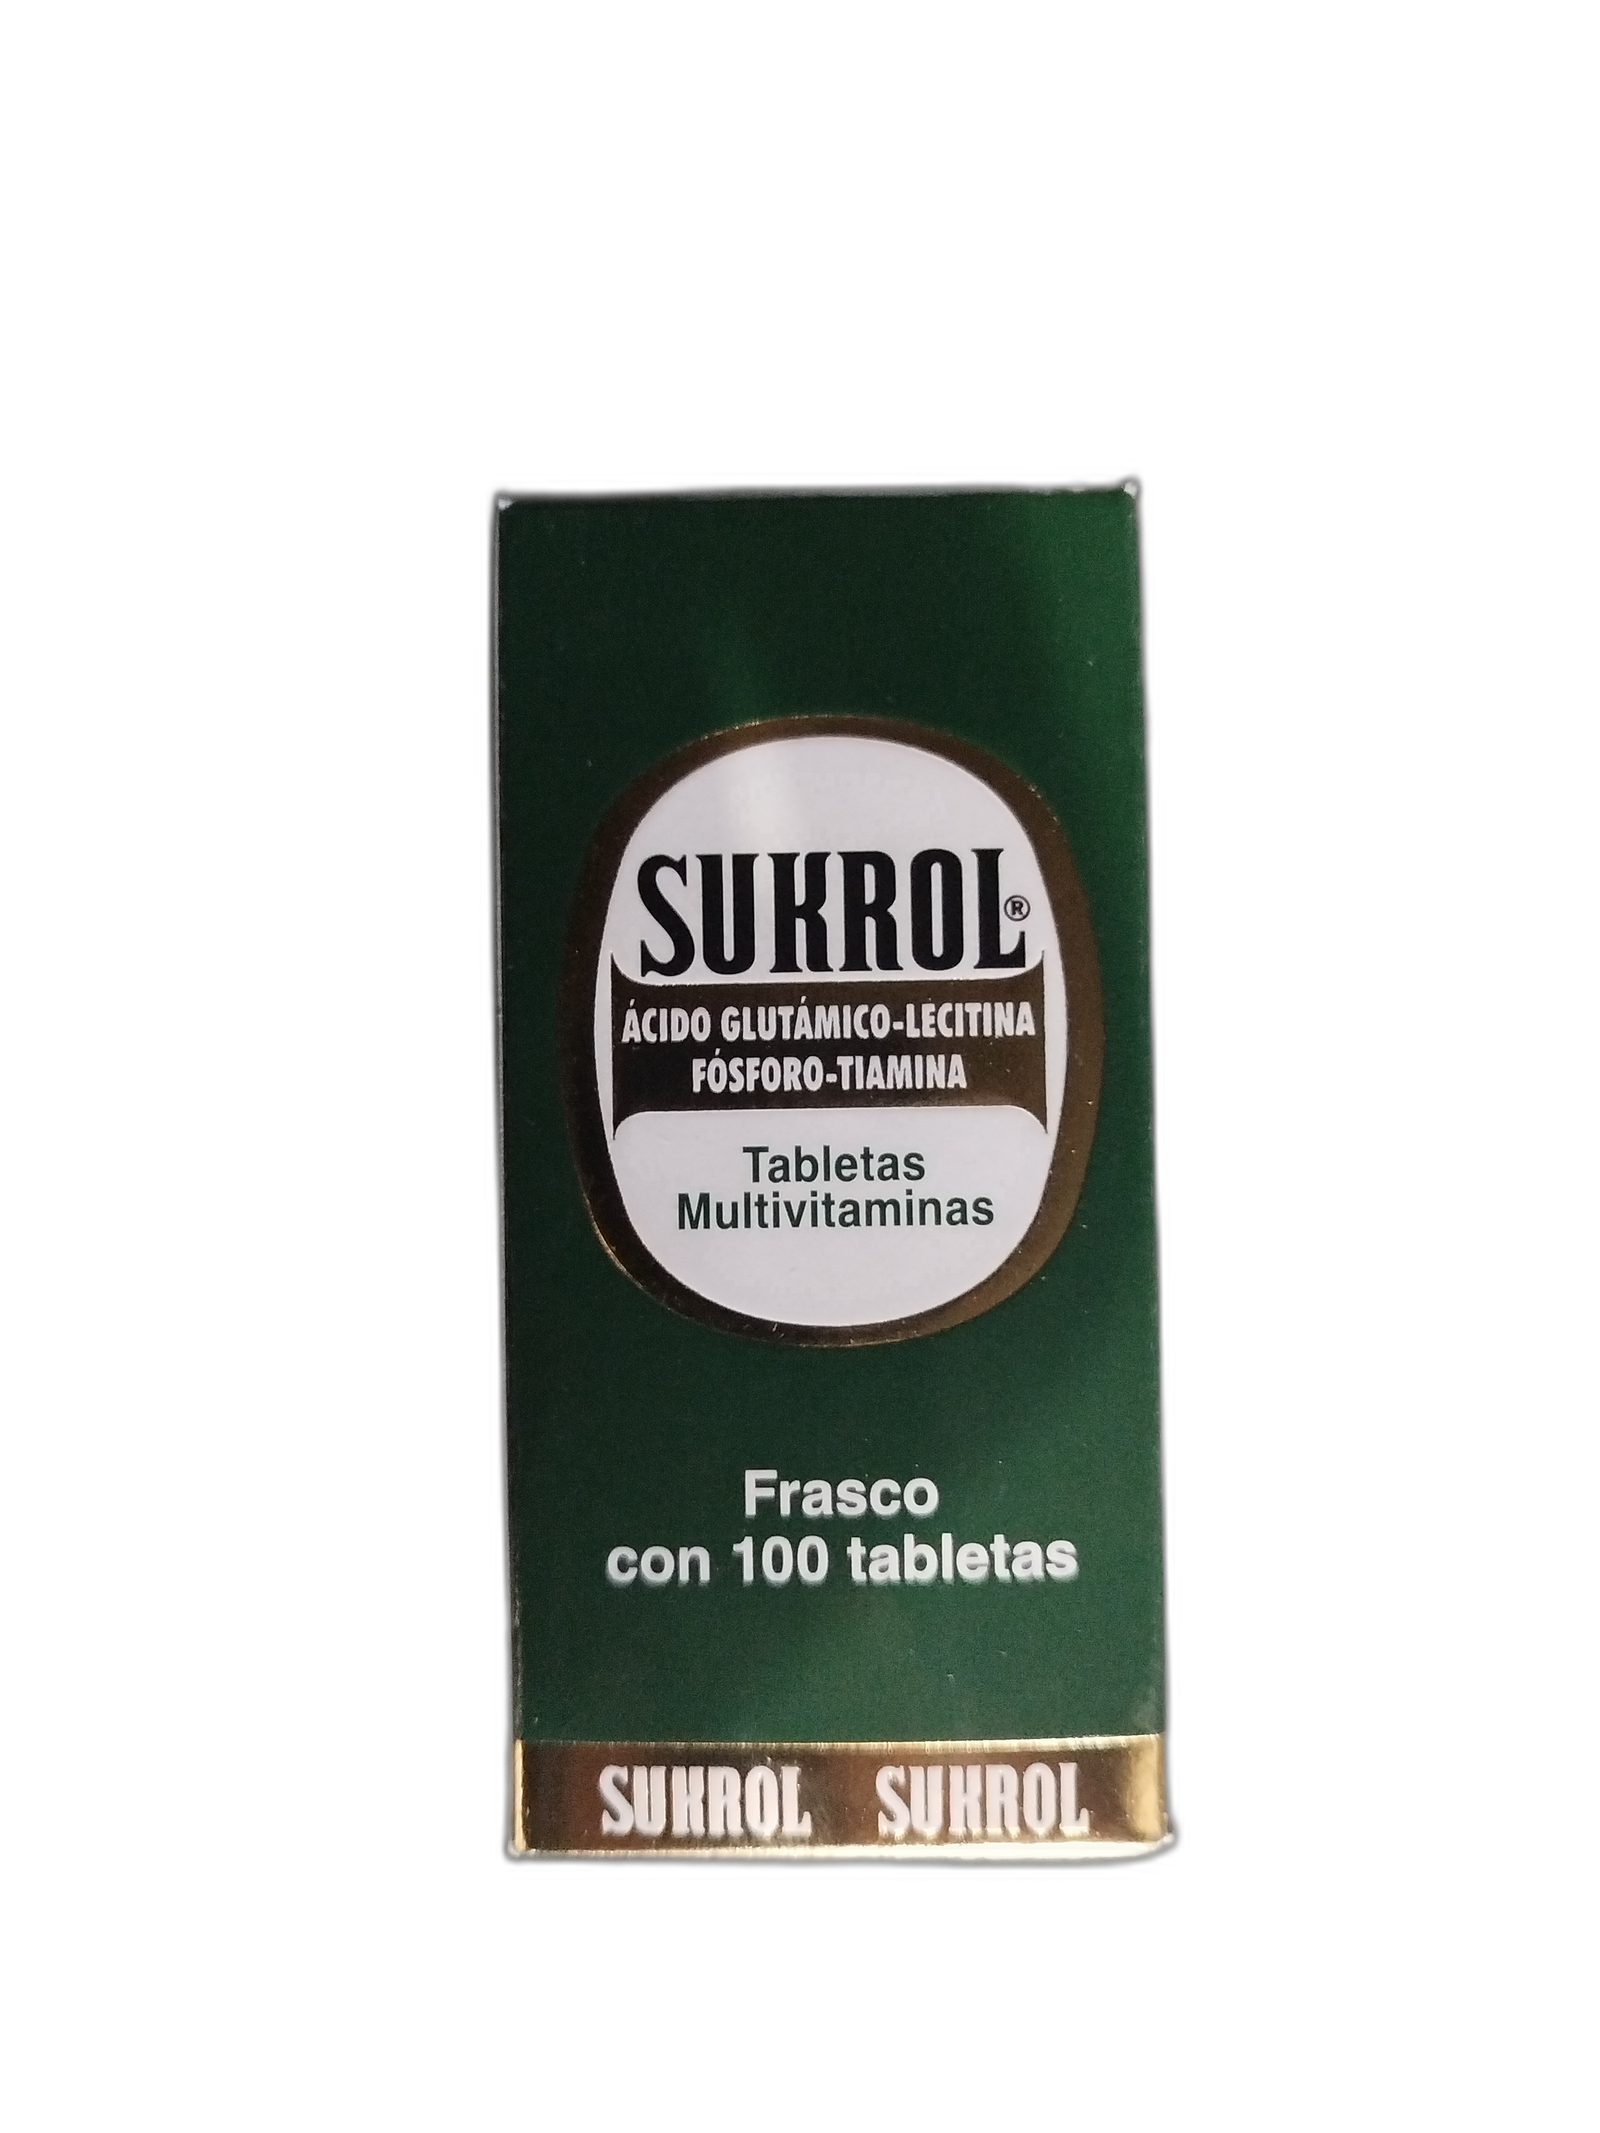 SUKROL®
ÁCIDO GLUTÁMICO-LECITINA
FÓSFORO-TIAMINA
Tabletas
Multivitaminas
Frasco
con 100 tabletas
SUKROL SUKROL